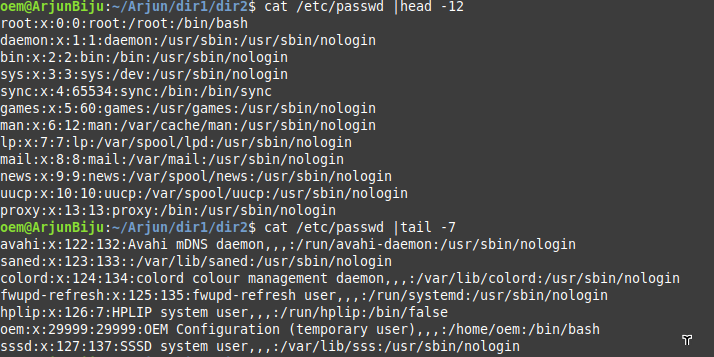 oem@ArjunBiju:~/Arjun/dir1/dir2$ cat /etc/passwd |head -12
root:x:0:0:root:/root:/bin/bash
daemon:x:1:1:daemon:/usr/sbin:/usr/sbin/nologin
bin:x:2:2:bin:/bin:/usr/sbin/nologin
sys:x:3:3:sys:/dev:/usr/sbin/nologin
sync:x:4:65534:sync:/bin:/bin/sync
games:x:5:60:games:/usr/games:/usr/sbin/nologin
man:x:6:12:man:/var/cache/man:/usr/sbin/nologin
lp:x:7:7:lp:/var/spool/lpd:/usr/sbin/nologin
mail:x:8:8:mail:/var/mail:/usr/sbin/nologin
news:x:9:9:news:/var/spool/news:/usr/sbin/nologin
uucp:x:10:10:uucp:/var/spool/uucp:/usr/sbin/nologin
proxy:x:13:13:proxy:/bin:/usr/sbin/nologin
oem@ArjunBiju:~/Arjun/dir1/dir2$ cat /etc/passwd |tail -7
avahi:x:122:132:Avahi mDNS daemon,,,:/run/avahi-daemon:/usr/sbin/nologin
saned:x:123:133::/var/lib/saned:/usr/sbin/nologin
colord:x:124:134:colord colour management daemon,,,:/var/lib/colord:/usr/sbin/nologin
fwupd-refresh:x:125:135:fwupd-refresh user,,,:/run/systemd:/usr/sbin/nologin
hplip:x:126:7:HPLIP system user,,,:/run/hplip:/bin/false
oem:x:29999:29999:OEM Configuration (temporary user),,,:/home/oem:/bin/bash
sssd:x:127:137:SSSD system user,,,:/var/lib/sss:/usr/sbin/nologin